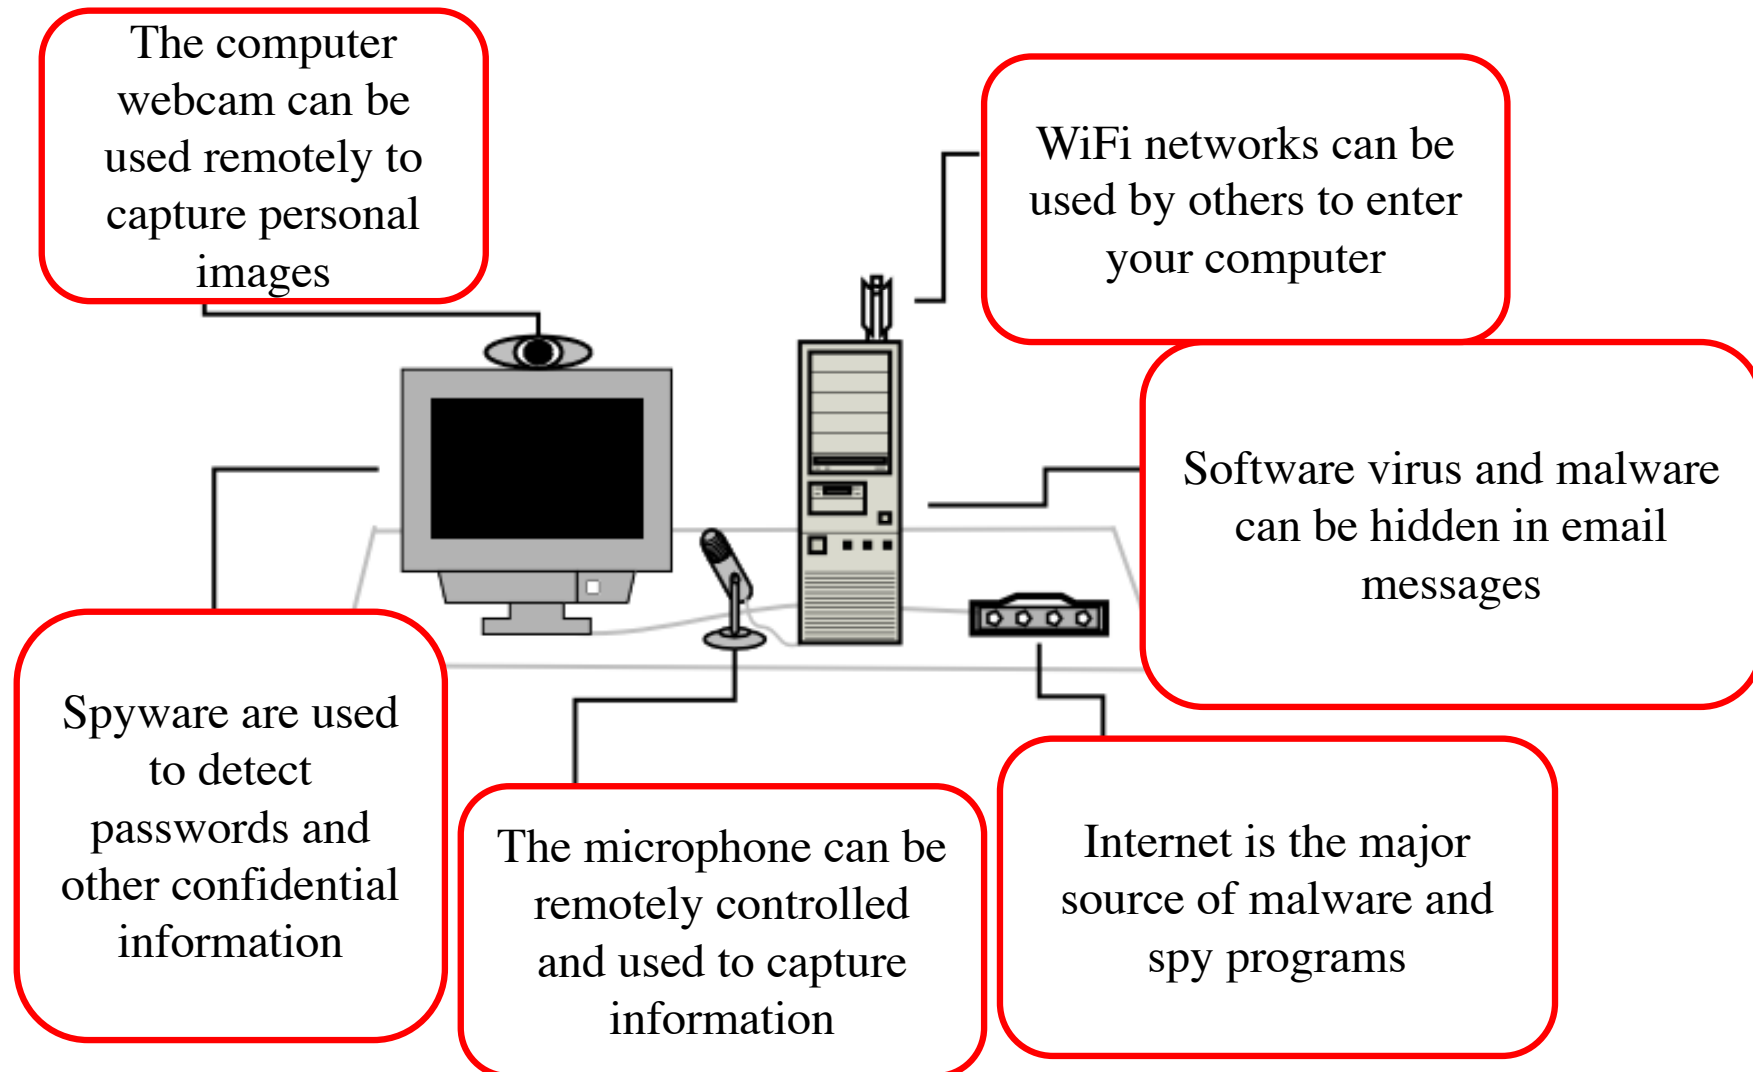 The computer
webcam can be
used remotely to
capture personal
images
WiFi networks can be
used by others to enter
your computer
Software virus and malware
can be hidden in email
messages
Spyware are used
to detect
passwords and
other confidential
information
The microphone can be
remotely controlled
and used to capture
information
Internet is the major
source of malware and
spy programs